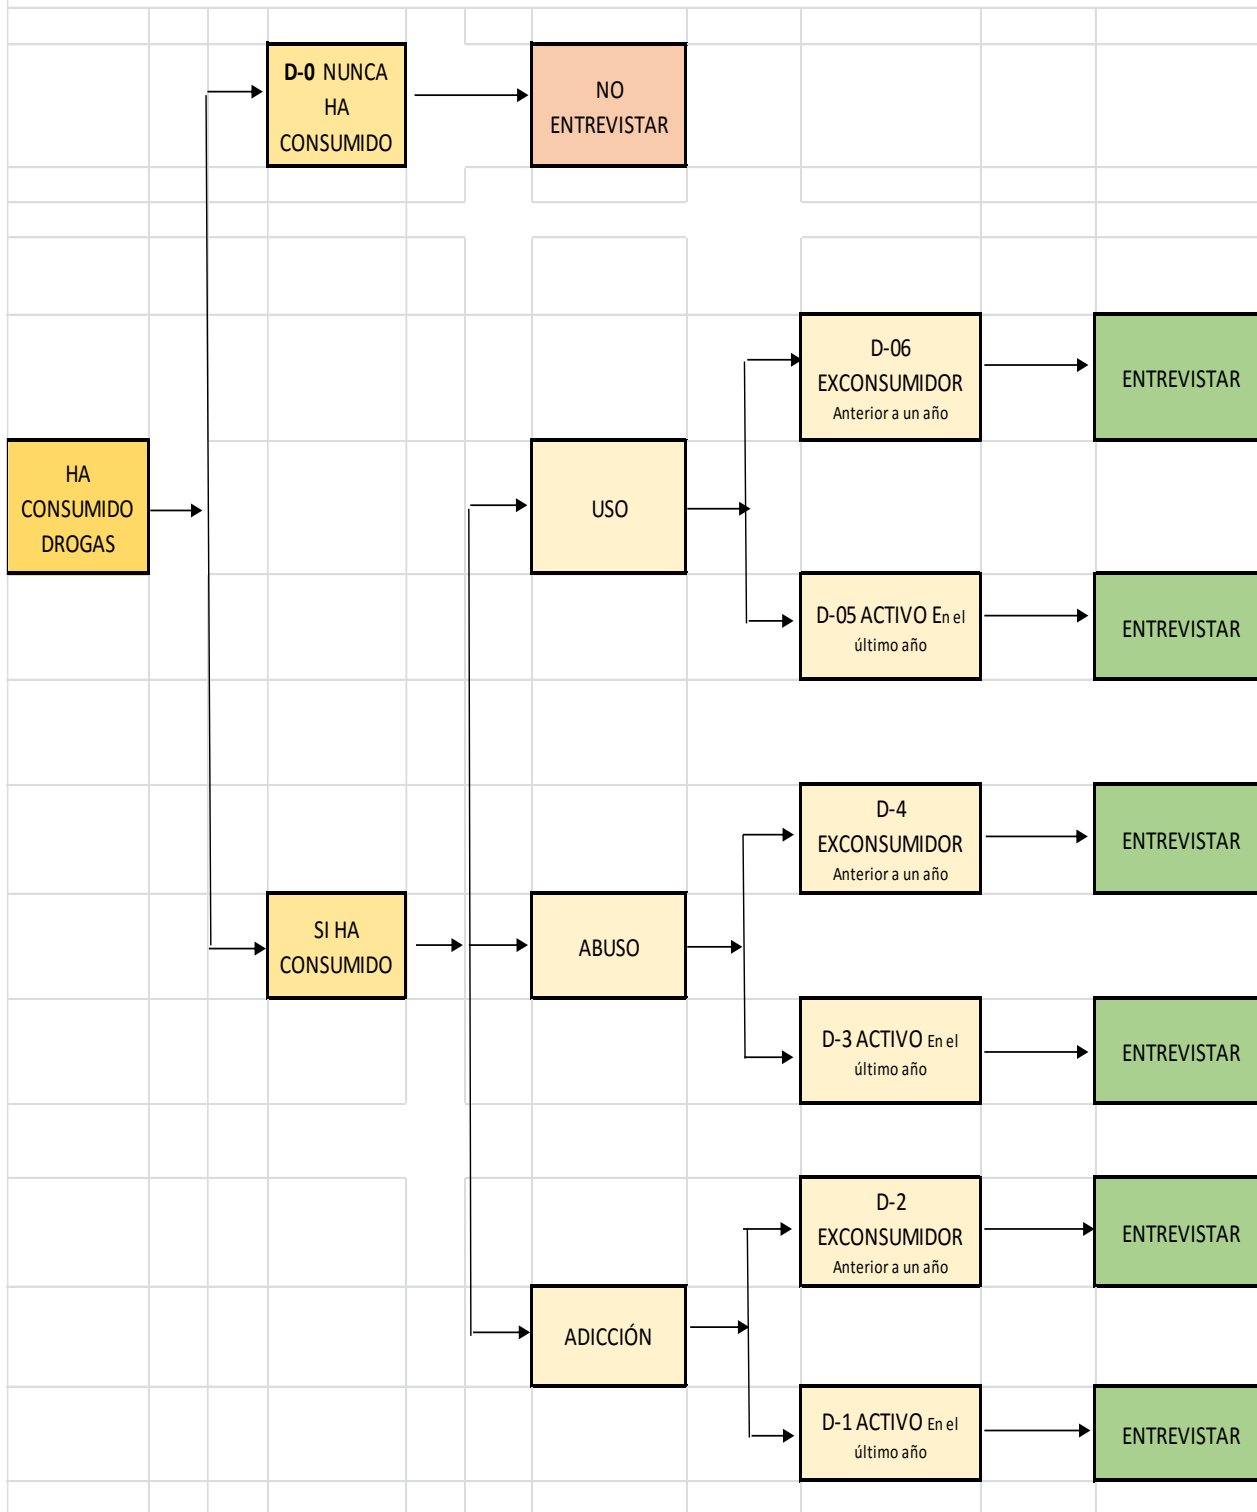 D-0 NUNCA
HA
CONSUMIDO
NO
ENTREVISTAR
D-06
EXCONSUMIDOR
Anterior a un año
ENTREVISTAR
HA
CONSUMIDO
DROGAS
USO
D-05 ACTIVO En el
último año
ENTREVISTAR
D-4
EXCONSUMIDOR
Anterior a un año
ENTREVISTAR
SI HA
CONSUMIDO
ABUSO
D-3 ACTIVO En el
último año
ENTREVISTAR
D-2
EXCONSUMIDOR
Anterior a un año
ENTREVISTAR
ADICCIÓN
D-1 ACTIVO En el
último año
ENTREVISTAR